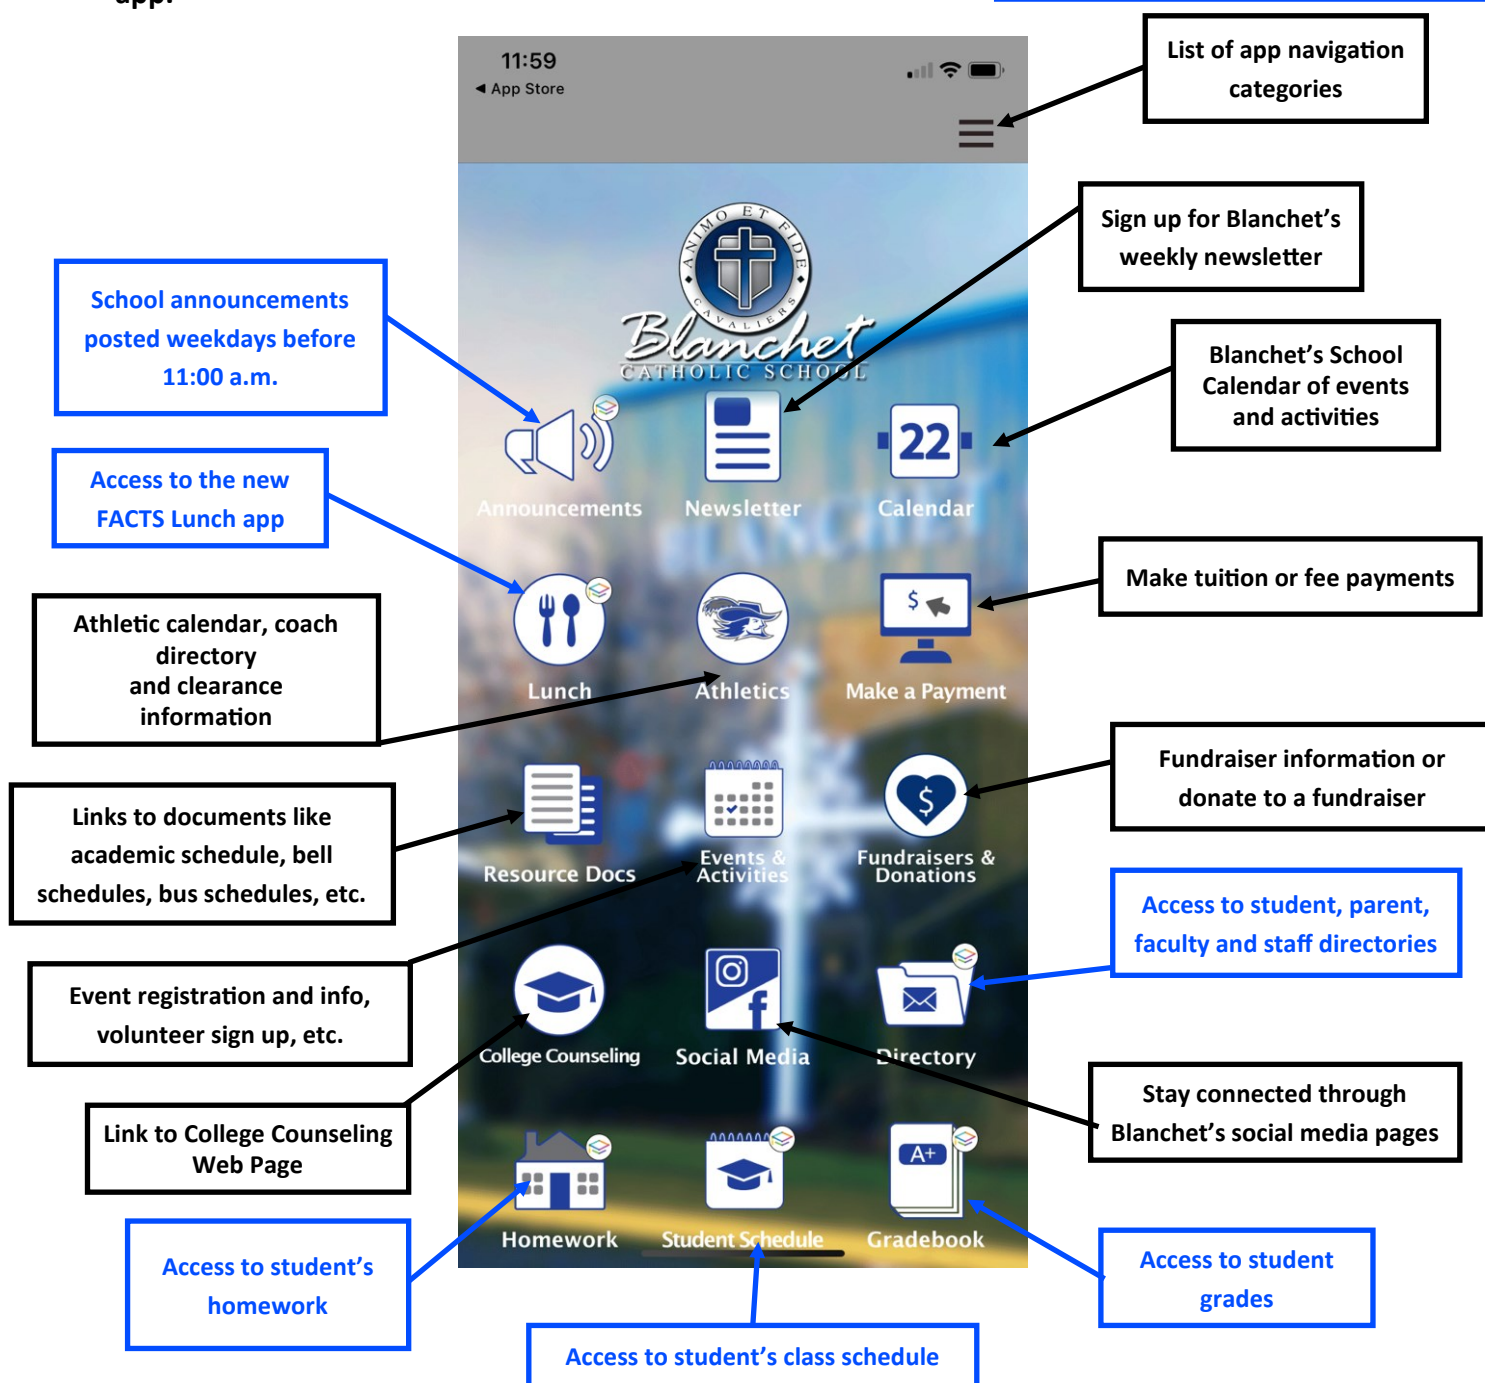 app.
List of app navigation
categories
11:59
◀ App Store
ANIMO ET FIDE
CAVALIERS
Blanchet
CATHOLIC SCHOOL
Sign up for Blanchet’s
weekly newsletter
School announcements
posted weekdays before
11:00 a.m.
Blanchet’s School
Calendar of events
and activities
22
Announcements
Newsletter
Calendar
BLANCHET
Access to the new
FACTS Lunch app
Make tuition or fee payments
$
Athletic calendar, coach
directory
and clearance
information
Lunch
Athletics
Make a Payment
Fundraiser information or
donate to a fundraiser
$
Links to documents like
academic schedule, bell
schedules, bus schedules, etc.
Resource Docs
Events &
Activities
Fundraisers &
Donations
Access to student, parent,
faculty and staff directories
Event registration and info,
volunteer sign up, etc.
f
College Counseling
Social Media
Directory
Stay connected through
Blanchet’s social media pages
Link to College Counseling
Web Page
A+
Homework
Student Schedule
Gradebook
Access to student’s
homework
Access to student
grades
Access to student’s class schedule